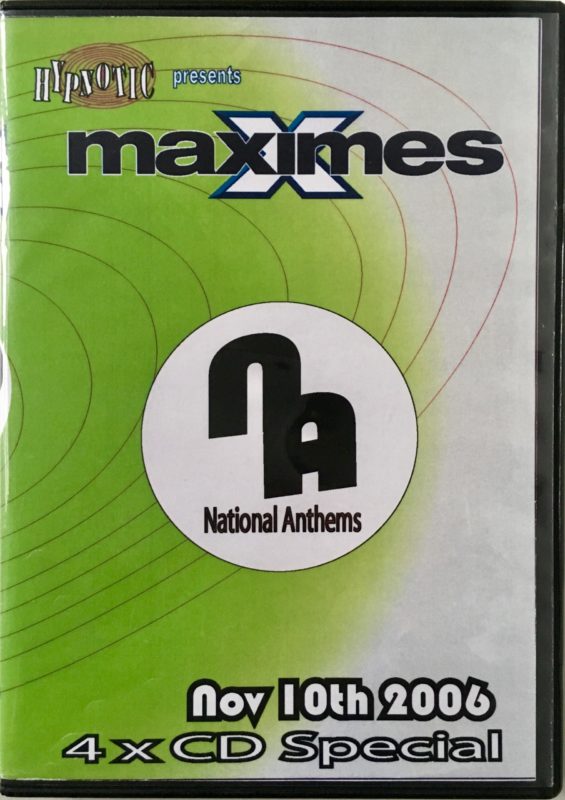 HYPNOTIC presents
maximes
X
NA
National Anthems
Nov 10th 2006
4 x CD Special